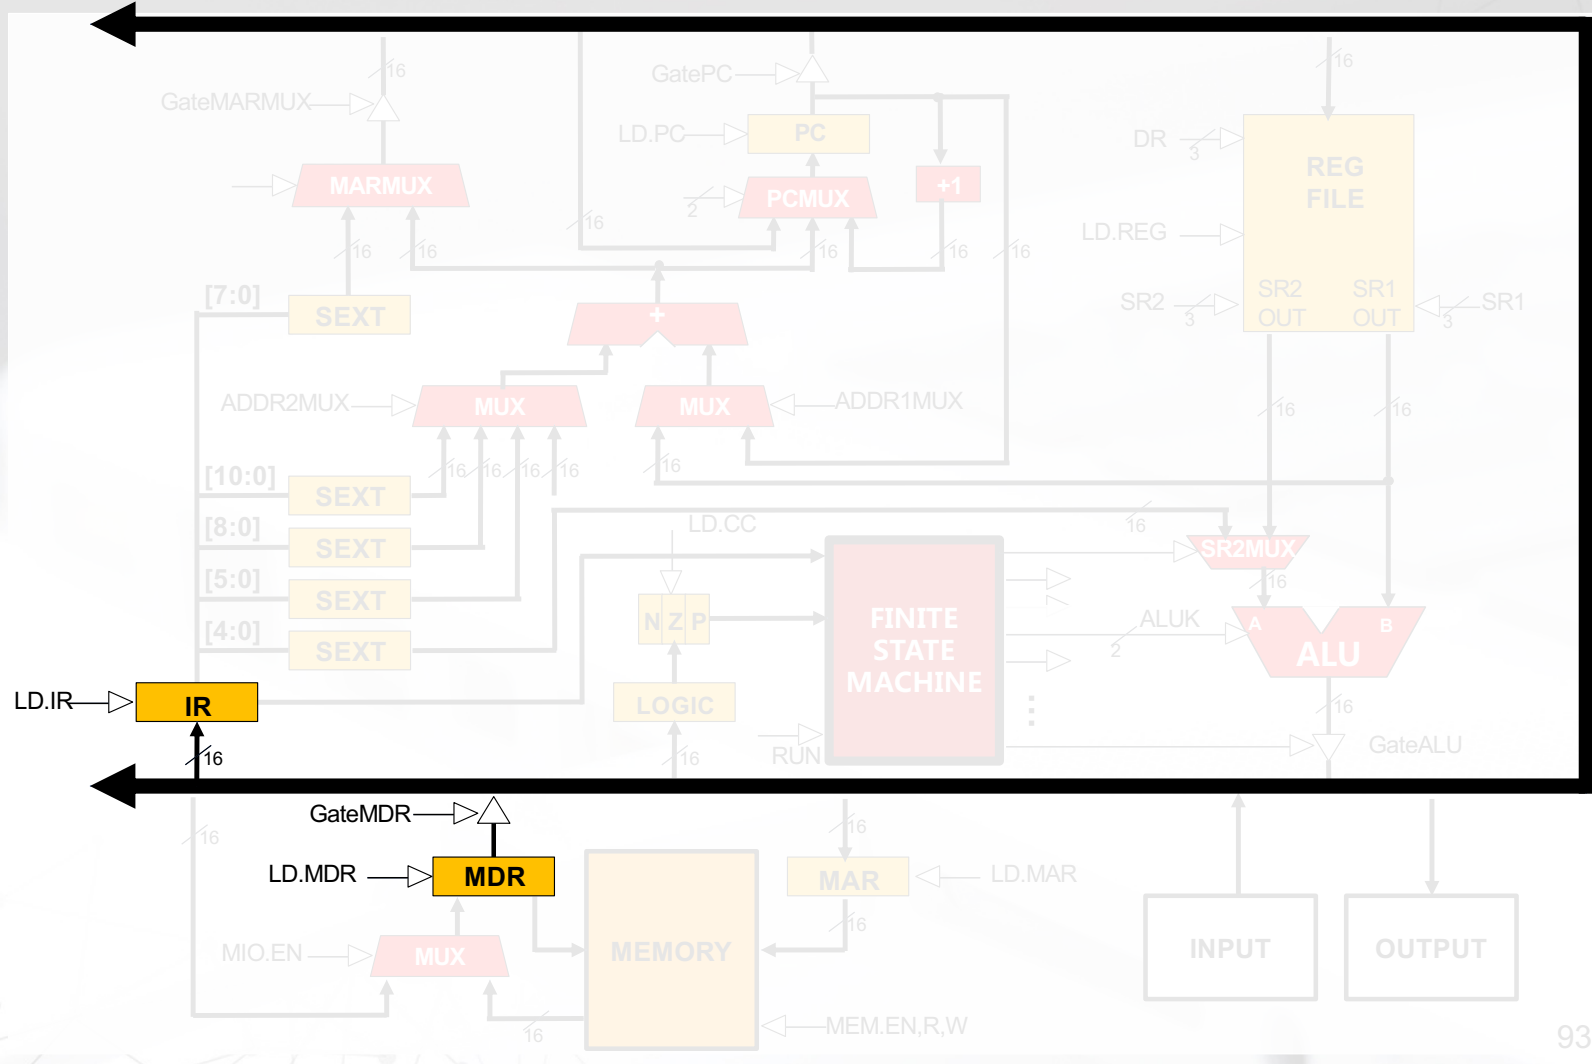 16
GatePC
16
GateMARMUX
LD.PC
PC
DR
3
REG
FILE
MARMUX
2
PCMUX
+1
16
LD.REG
16
16
16
16
16
[7:0]
SEXT
+
SR2
3
SR2
OUT
SR1
OUT
3
SR1
ADDR2MUX
MUX
MUX
ADDR1MUX
16
16
16
16
16
16
16
[10:0]
SEXT
[8:0]
SEXT
LD.CC
16
SR2MUX
[5:0]
SEXT
16
N Z P
FINITE
STATE
MACHINE
ALUK
2
A
B
ALU
[4:0]
SEXT
LD.IR
IR
LOGIC
16
16
16
RUN
GateALU
GateMDR
16
16
LD.MDR
MDR
MAR
LD.MAR
16
MIO.EN
MUX
MEMORY
INPUT
OUTPUT
16
MEM.EN,R,W
93